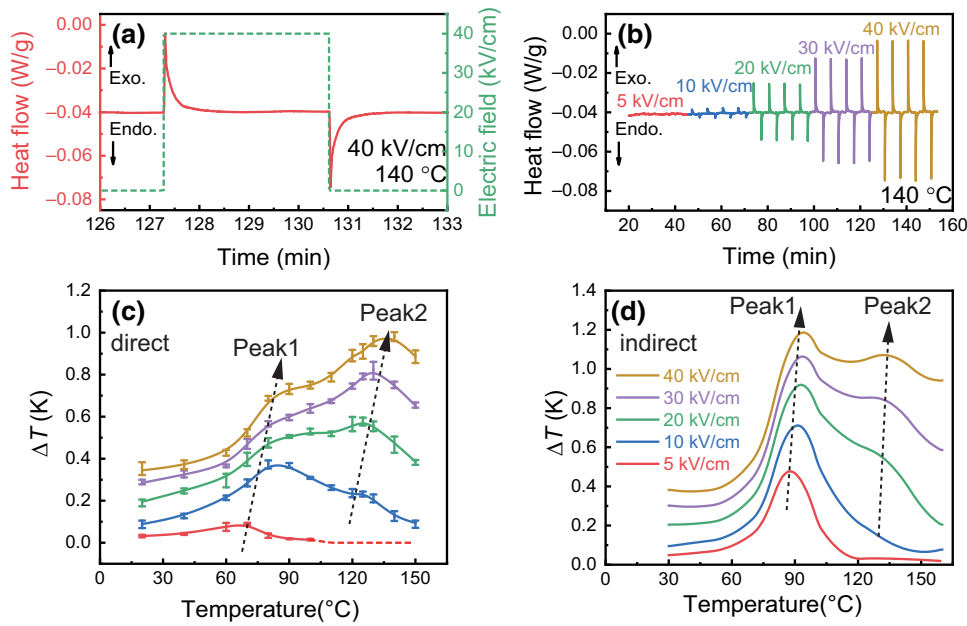 (a)
Exo.
Endo.
40 kV/cm
140 °C
Heat flow (W/g)
0.00
−0.02
−0.04
−0.06
−0.08
Electric field (kV/cm)
40
30
20
10
0
126 127 128 129 130 131 132 133
Time (min)
(b)
Exo.
Endo.
5 kV/cm
10 kV/cm
20 kV/cm
30 kV/cm
40 kV/cm
140 °C
Heat flow (W/g)
0.00
−0.02
−0.04
−0.06
−0.08
20 40 60 80 100 120 140 160
Time (min)
(c)
direct
Peak1
Peak2
ΔT (K)
1.2
1.0
0.8
0.6
0.4
0.2
0.0
0 30 60 90 120 150
Temperature(°C)
(d)
indirect
Peak1
Peak2
40 kV/cm
30 kV/cm
20 kV/cm
10 kV/cm
5 kV/cm
ΔT (K)
1.4
1.2
1.0
0.8
0.6
0.4
0.2
0.0
0 30 60 90 120 150
Temperature(°C)